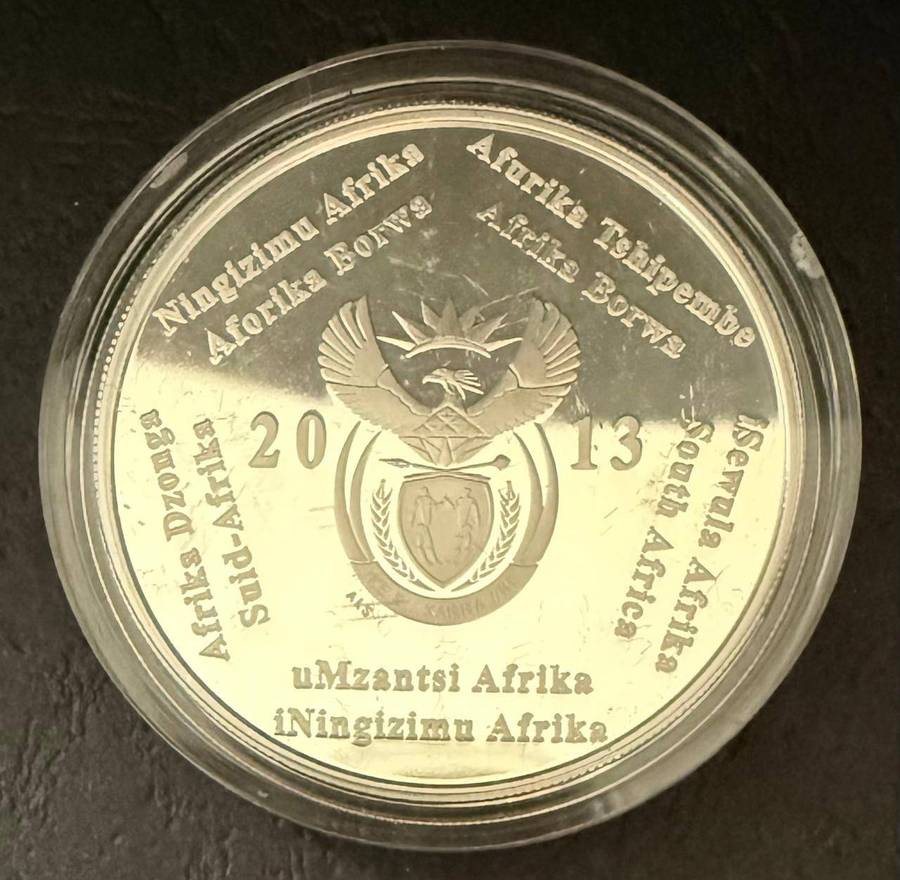 Ningizimu Afrika
Aforika Borwa
Afurika Tshipembe
Afrika Borwa
iSewula Afrika
South Africa
uMzantsi Afrika
iNingizimu Afrika
Afrika Dzonga
Suid-Afrika
2013
AKS